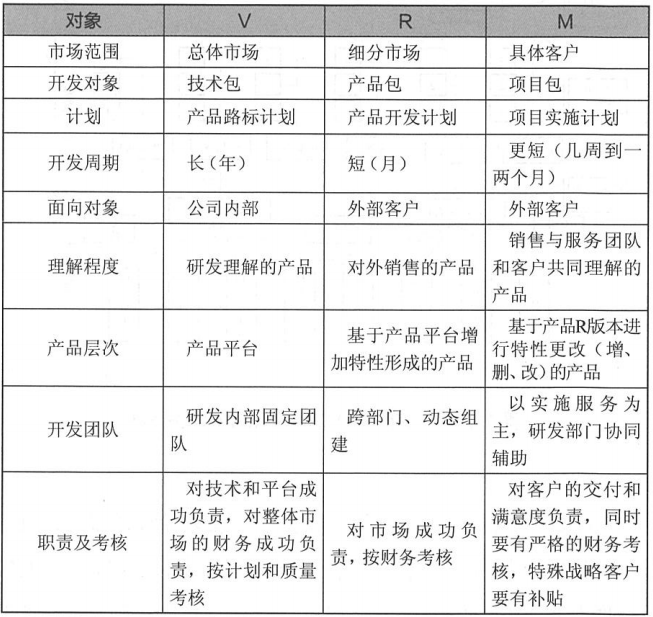 对象 V R M
市场范围 总体市场 细分市场 具体客户
开发对象 技术包 产品包 项目包
计划 产品路标计划 产品开发计划 项目实施计划
开发周期 长（年） 短（月） 更短（几周到一
两个月）
面向对象 公司内部 外部客户 外部客户
理解程度 研发理解的产品 对外销售的产品 销售与服务团队
和客户共同理解的
产品
产品层次 产品平台 基于产品平台增
加特性形成的产品 基于产品R版本进
行特性更改（增、
删、改）的产品
开发团队 研发内部固定团
队 跨部门、动态组
建 以实施服务为
主，研发部门协同
辅助
职责及考核 对技术和平台成
功负责，对整体市
场的财务成功负
责，按计划和质量
考核 对市场成功负
责，按财务考核 对客户的交付和
满意度负责，同时
要有严格的财务考
核，特殊战略客户
要有补贴